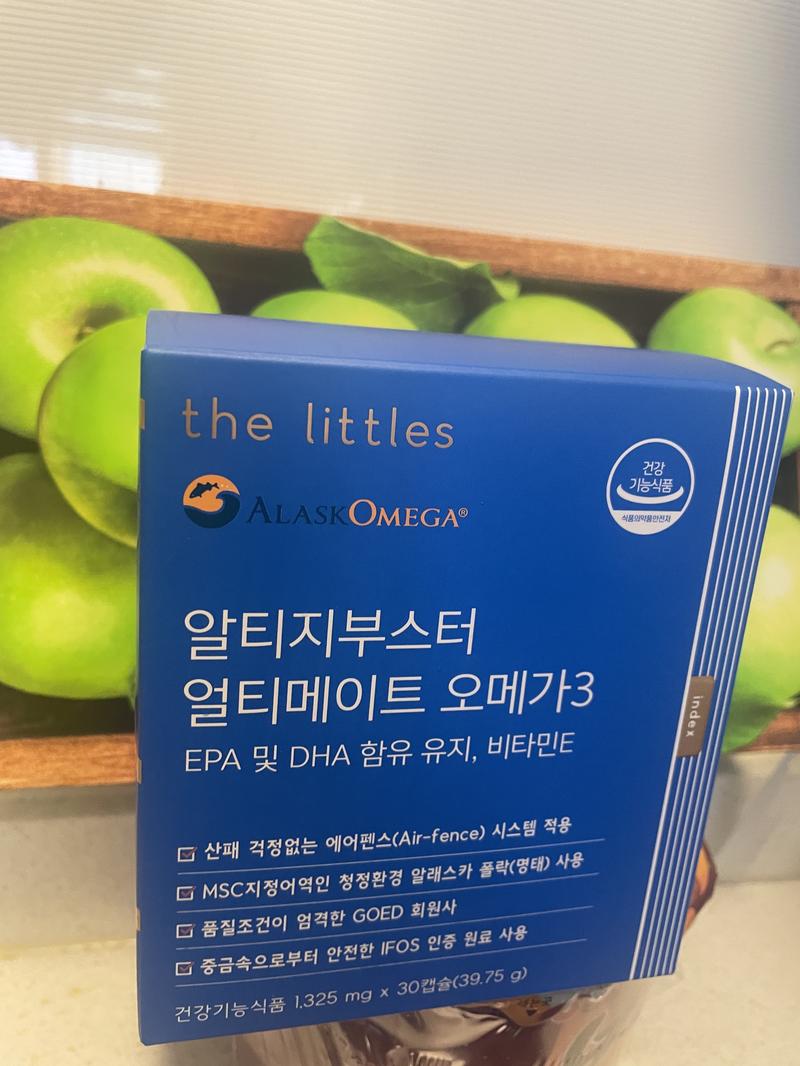 the littles
ALASKOMEGA®
건강
기능식품
식품의약품안전처
알티지부스터
얼티메이트 오메가3
EPA 및 DHA 함유 유지, 비타민E
index
산패 걱정없는 에어펜스(Air-fence) 시스템 적용
MSC지정어역인 청정환경 알래스카 폴락(명태) 사용
품질조건이 엄격한 GOED 회원사
중금속으로부터 안전한 IFOS 인증 원료 사용
건강기능식품 1,325 mg x 30캡슐(39.75 g)